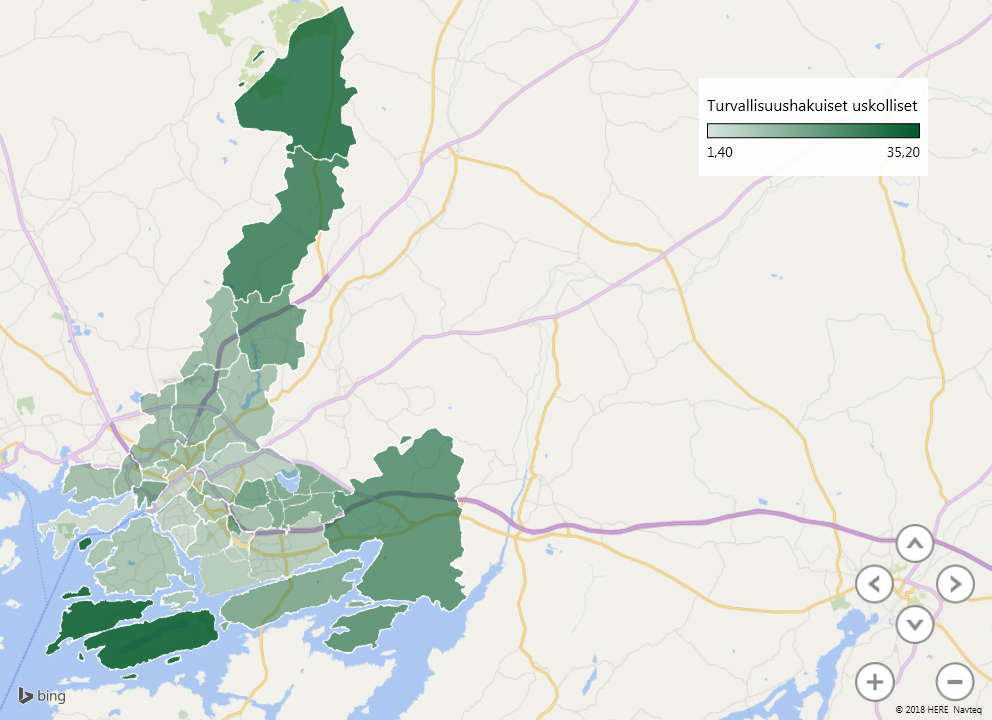 Turvallisuushakuiset uskolliset
1,40 35,20
bing
© 2018 HERE Navteq